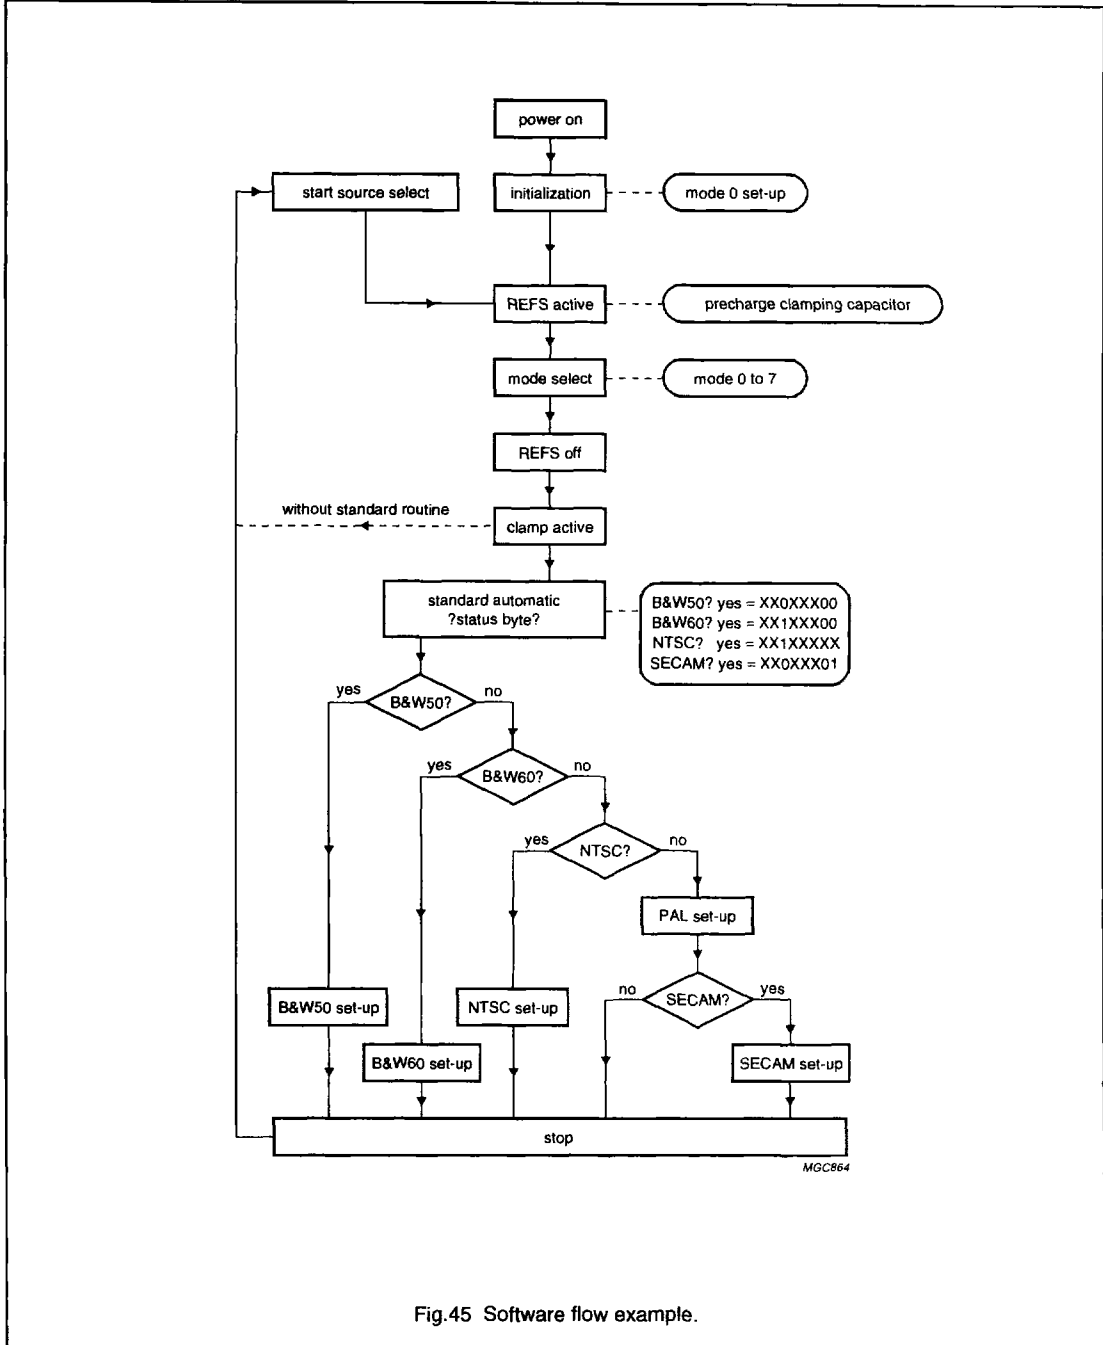 power on
start source select
initialization
mode 0 set-up
REFS active
precharge clamping capacitor
mode select
mode 0 to 7
REFS off
without standard routine
clamp active
standard automatic
?status byte?
B&W50? yes = XX0XXX00
B&W60? yes = XX1XXX00
NTSC? yes = XX1XXXXX
SECAM? yes = XX0XXX01
yes
B&W50?
no
yes
B&W60?
no
yes
NTSC?
no
PAL set-up
no
SECAM?
yes
B&W50 set-up
NTSC set-up
B&W60 set-up
SECAM set-up
stop
MGC864
Fig.45 Software flow example.